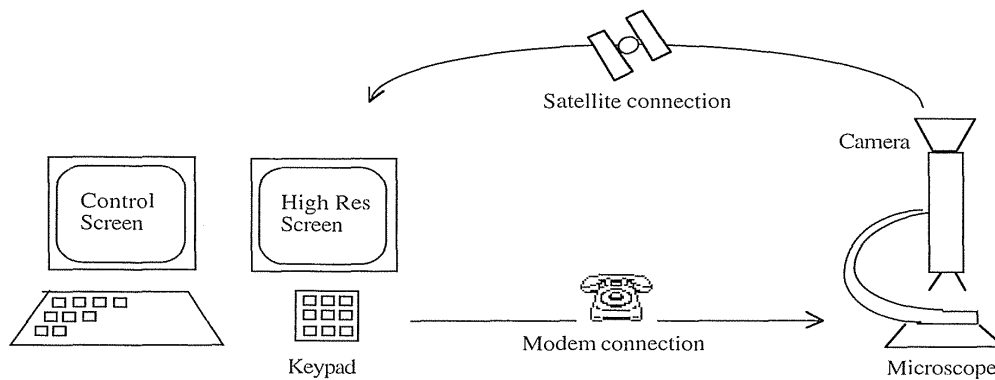 Satellite connection
Camera
Control
Screen
High Res
Screen
Modem connection
Keypad
Microscope